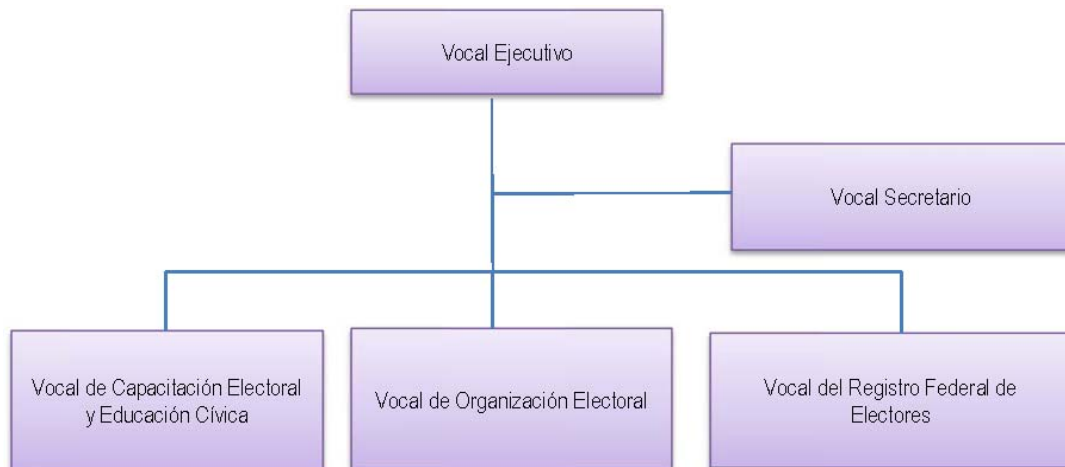 Vocal Ejecutivo
Vocal Secretario
Vocal de Capacitación Electoral
y Educación Cívica
Vocal de Organización Electoral
Vocal del Registro Federal de
Electores